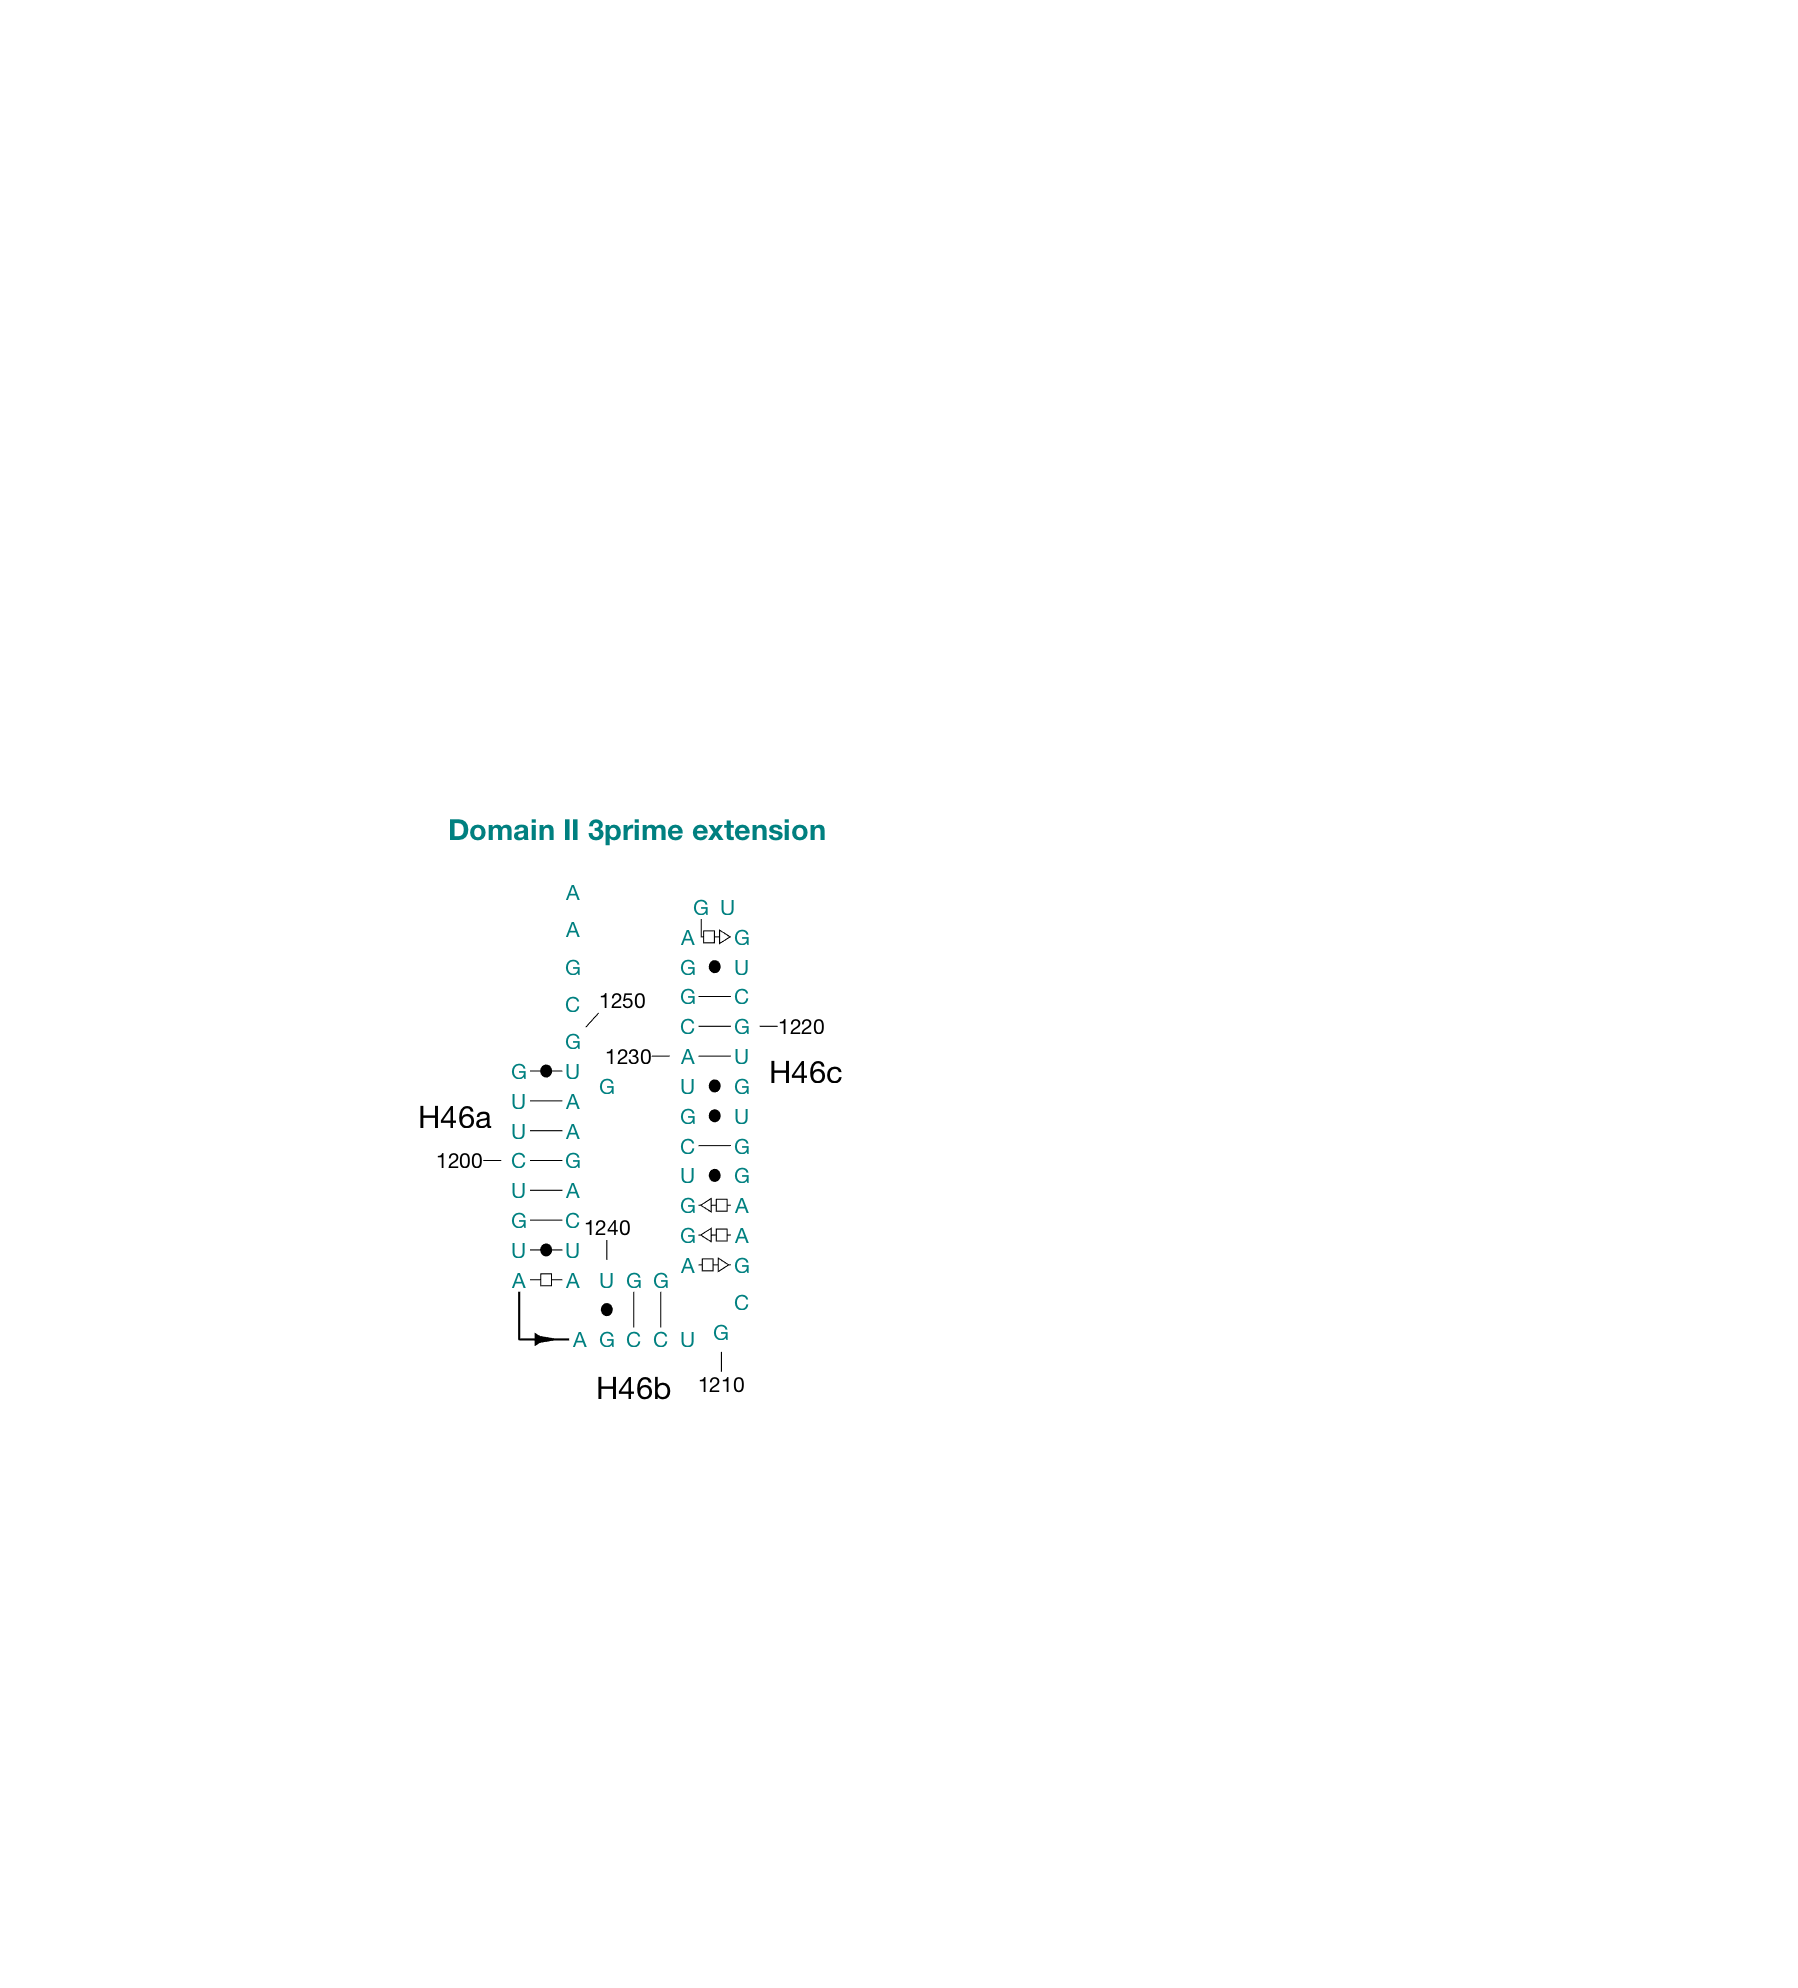 Domain II 3prime extension
A
G U
A
A G
G
G U
C 1250
G C
G
C G 1220
G U
1230 A U
H46c
G
U G
U A
H46a
G U
U A
C G
1200 C G
U G
U A
G A
G C
1240
G A
U U
A G
A A U G G
C
A G C C U G
H46b
1210